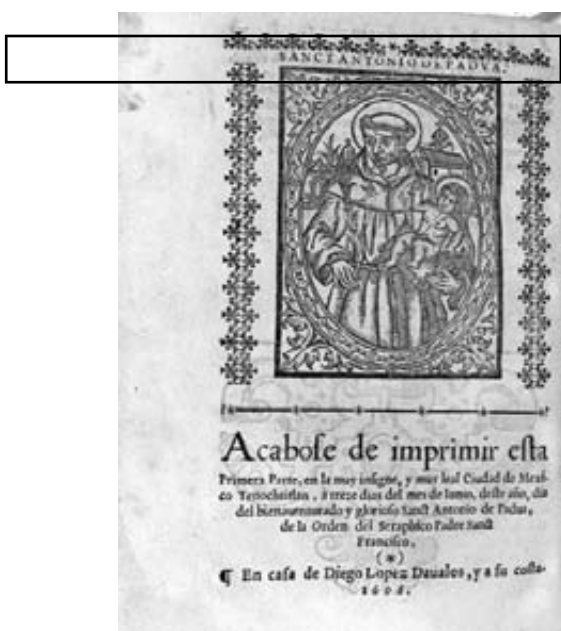 SANCT ANTONIO DE PADVA.
Acabose de imprimir esta
Primera Parte, en la muy insigne, y muy leal Ciudad de Mexi-
co Tenochtitlan, à treze dias del mes de Iunio, deste año, dia
del bienauenturado y glorioso Sanct Antonio de Padua,
de la Orden del Seraphico Padre Sanct
Francisco.
(*)
¶ En casa de Diego Lopez Daualos, y a su costa.